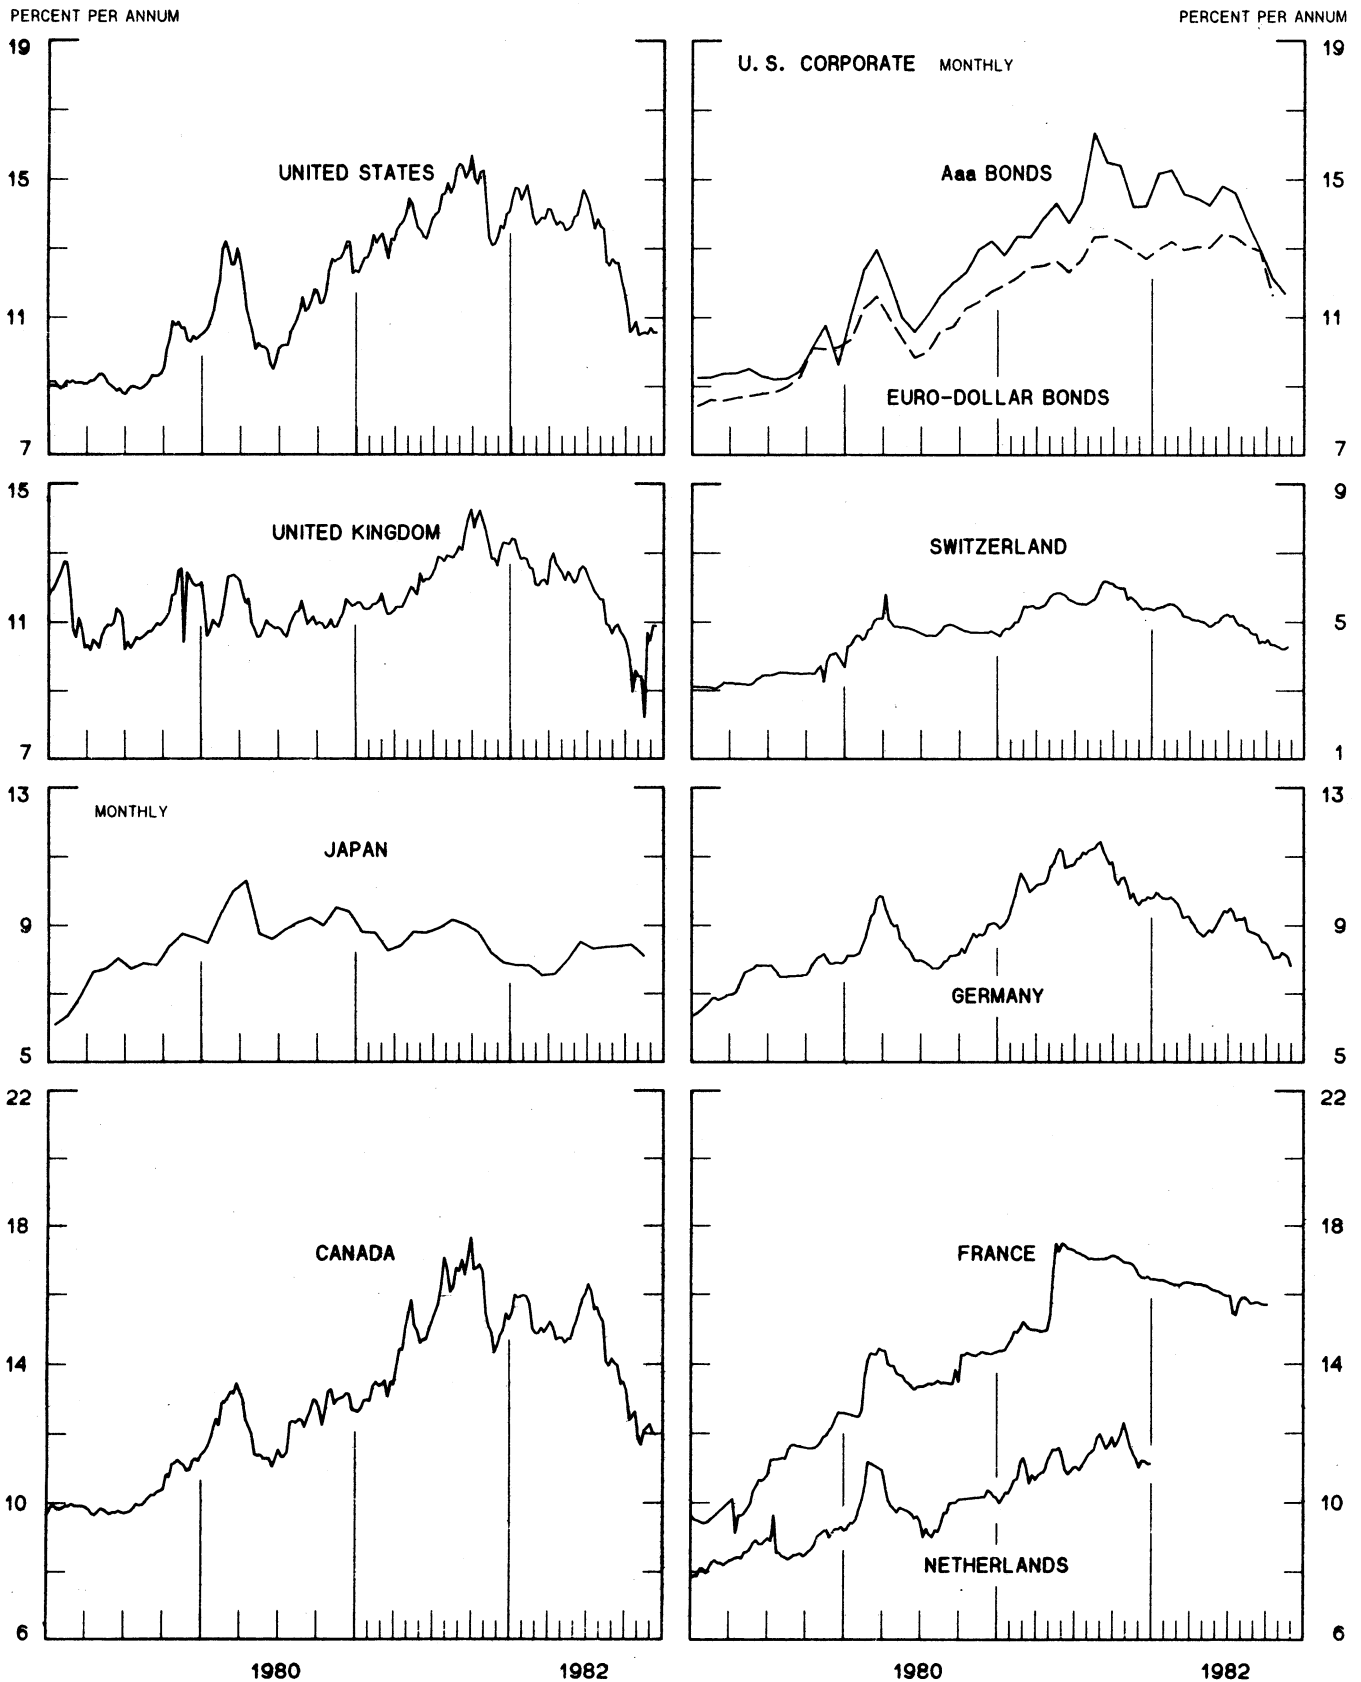 PERCENT PER ANNUM
PERCENT PER ANNUM
19
15
11
7
UNITED STATES
U. S. CORPORATE MONTHLY
Aaa BONDS
EURO-DOLLAR BONDS
19
15
11
7
15
11
7
UNITED KINGDOM
SWITZERLAND
9
5
1
13
9
5
MONTHLY
JAPAN
GERMANY
13
9
5
22
18
14
10
6
CANADA
FRANCE
NETHERLANDS
22
18
14
10
6
1980
1982
1980
1982